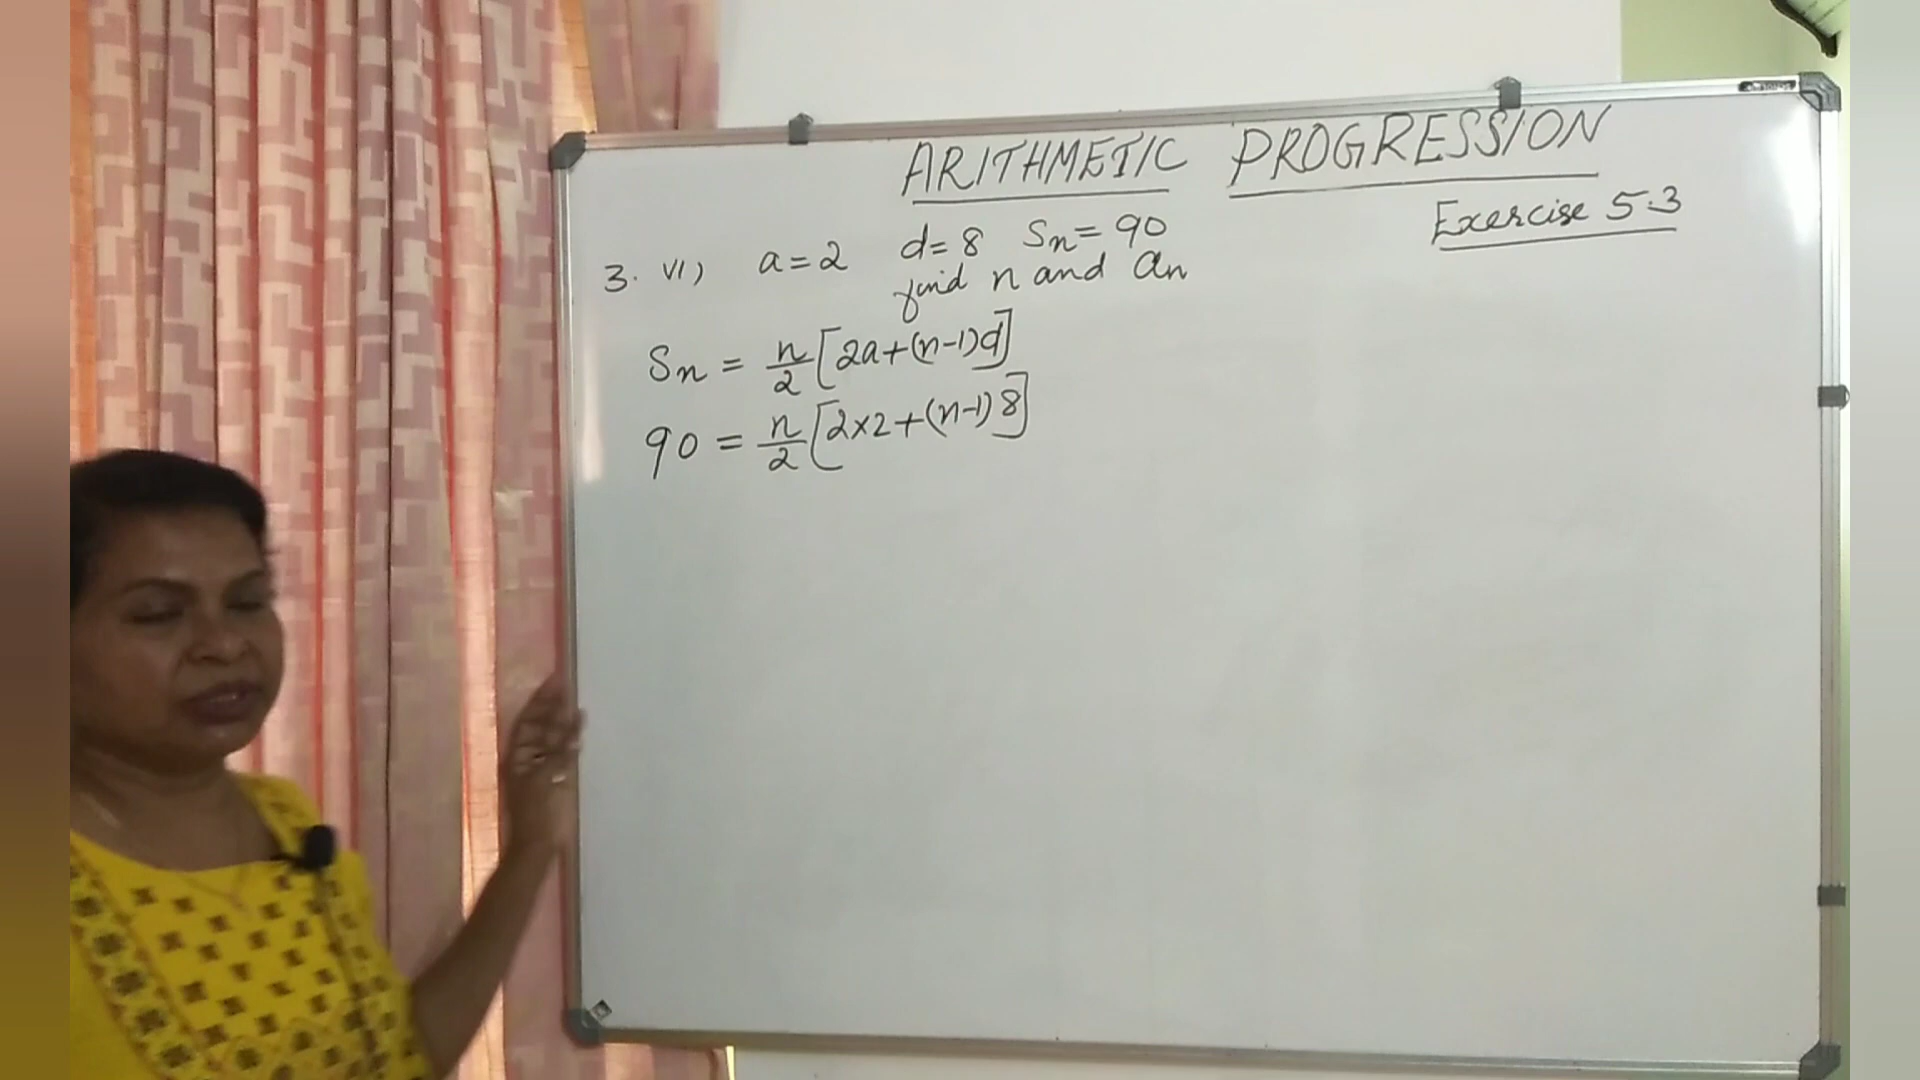 ARITHMETIC PROGRESSION
Exercise 5.3
3. VI) a=2 d=8 Sn=90
find n and an
Sn = n/2 [2a+(n-1)d]
90 = n/2 [2×2+(n-1)8]